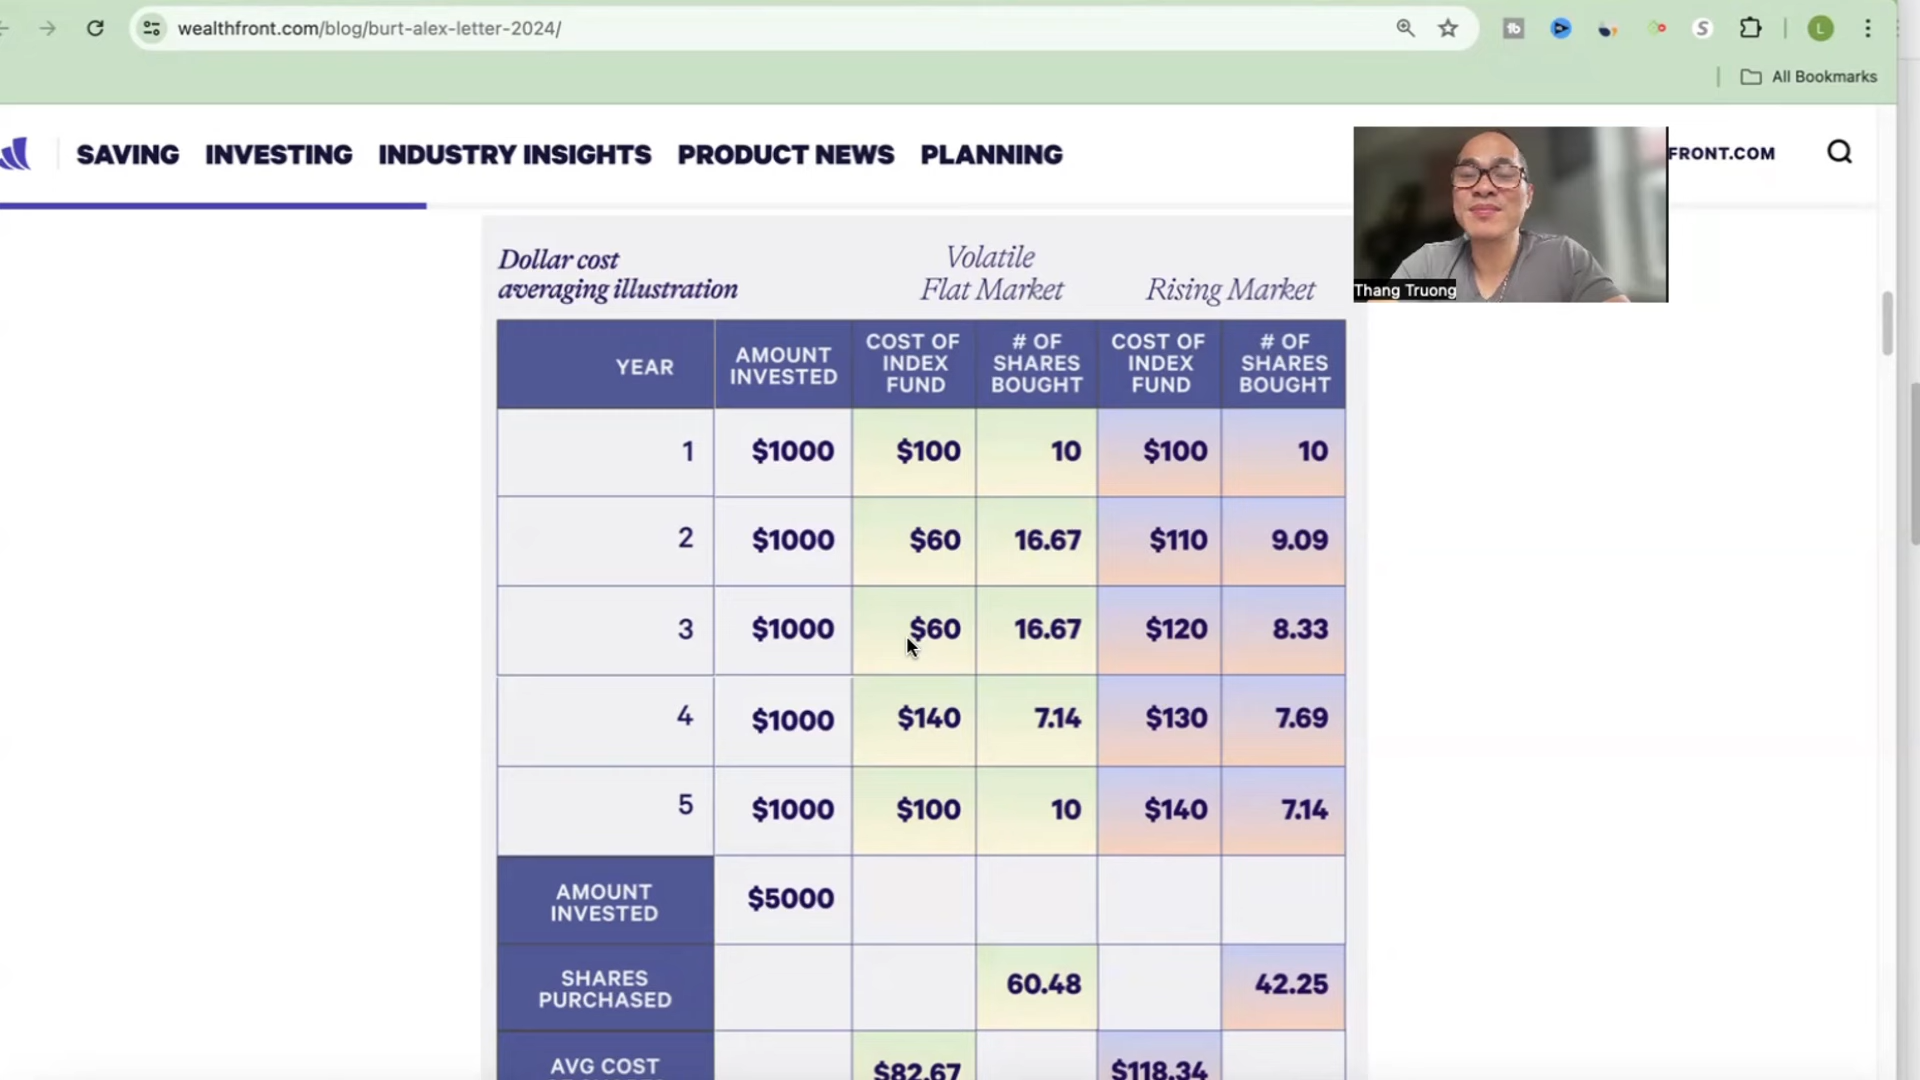 wealthfront.com/blog/burt-alex-letter-2024/
All Bookmarks
SAVING INVESTING INDUSTRY INSIGHTS PRODUCT NEWS PLANNING
FRONT.COM
Thang Truong
Dollar cost
averaging illustration
Volatile
Flat Market
Rising Market
YEAR
AMOUNT
INVESTED
COST OF
INDEX
FUND
# OF
SHARES
BOUGHT
COST OF
INDEX
FUND
# OF
SHARES
BOUGHT
1 $1000 $100 10 $100 10
2 $1000 $60 16.67 $110 9.09
3 $1000 $60 16.67 $120 8.33
4 $1000 $140 7.14 $130 7.69
5 $1000 $100 10 $140 7.14
AMOUNT
INVESTED
$5000
SHARES
PURCHASED
60.48 42.25
AVG COST
$82.67 $118.34